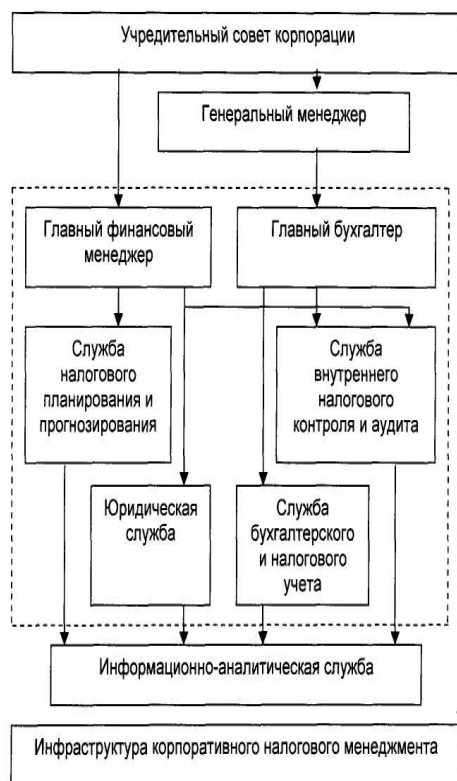 Учредительный совет корпорации
Генеральный менеджер
Главный финансовый
менеджер
Главный бухгалтер
Служба
налогового
планирования и
прогнозирования
Служба
внутреннего
налогового
контроля и аудита
Юридическая
служба
Служба
бухгалтерского
и налогового
учета
Информационно-аналитическая служба
Инфраструктура корпоративного налогового менеджмента